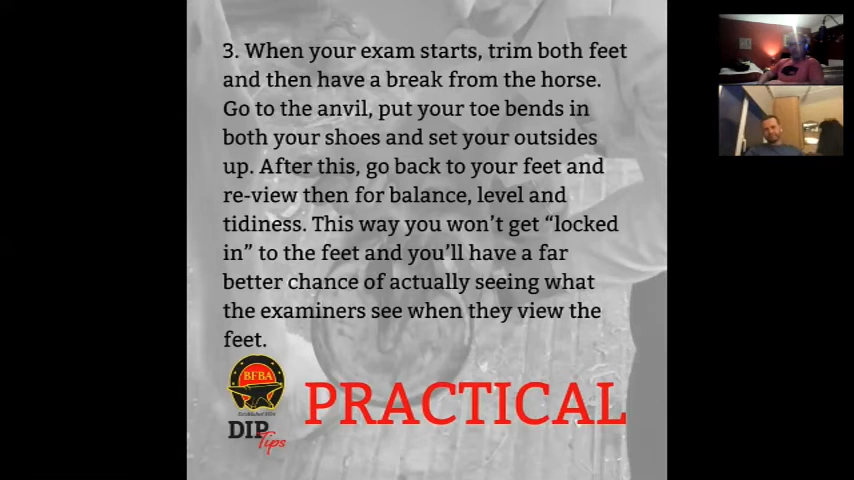 3. When your exam starts, trim both feet
and then have a break from the horse.
Go to the anvil, put your toe bends in
both your shoes and set your outsides
up. After this, go back to your feet and
re-view then for balance, level and
tidiness. This way you won't get “locked
in” to the feet and you'll have a far
better chance of actually seeing what
the examiners see when they view the
feet.
BFBA
DIP
Tips
PRACTICAL